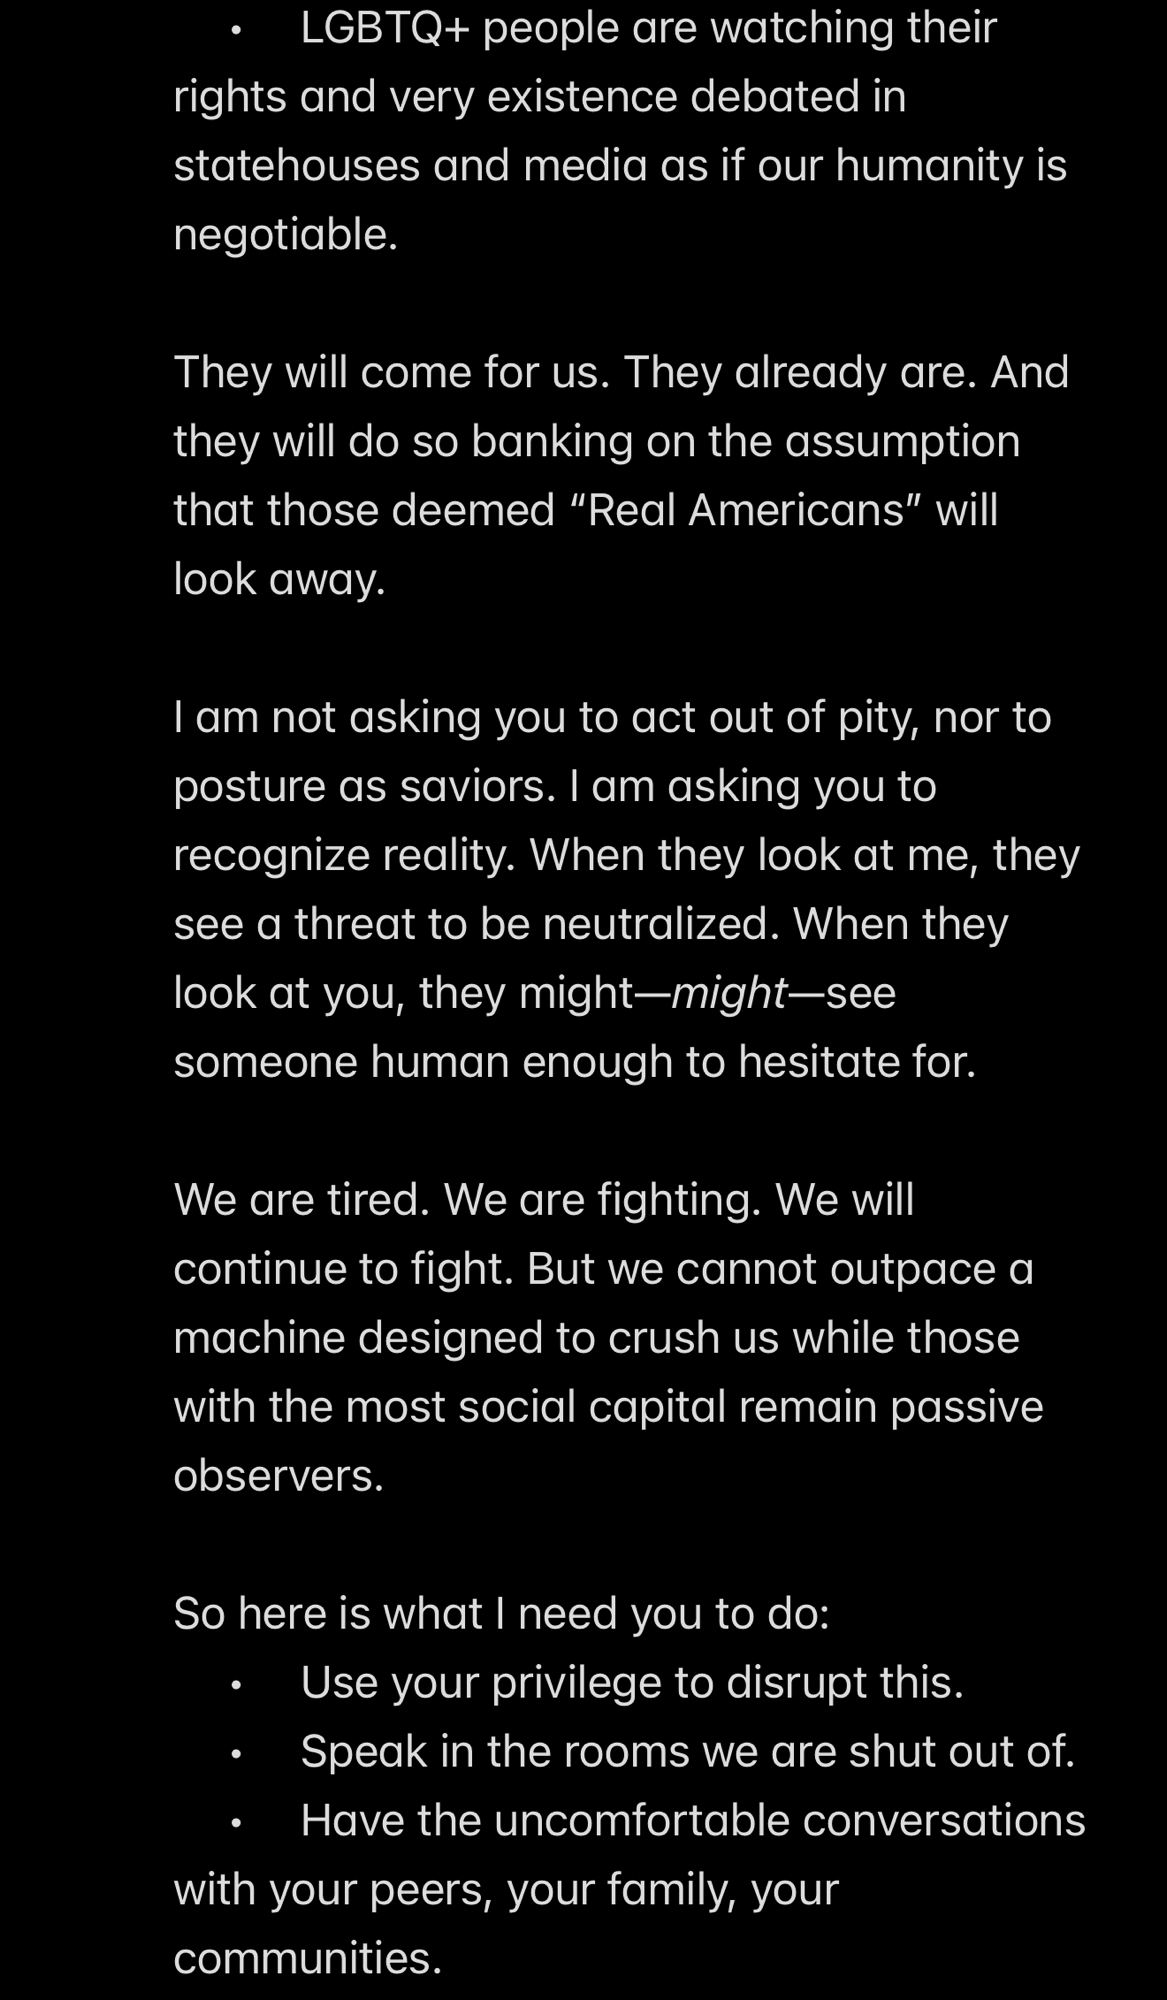 • LGBTQ+ people are watching their
rights and very existence debated in
statehouses and media as if our humanity is
negotiable.
They will come for us. They already are. And
they will do so banking on the assumption
that those deemed “Real Americans” will
look away.
I am not asking you to act out of pity, nor to
posture as saviors. I am asking you to
recognize reality. When they look at me, they
see a threat to be neutralized. When they
look at you, they might—might—see
someone human enough to hesitate for.
We are tired. We are fighting. We will
continue to fight. But we cannot outpace a
machine designed to crush us while those
with the most social capital remain passive
observers.
So here is what I need you to do:
• Use your privilege to disrupt this.
• Speak in the rooms we are shut out of.
• Have the uncomfortable conversations
with your peers, your family, your
communities.